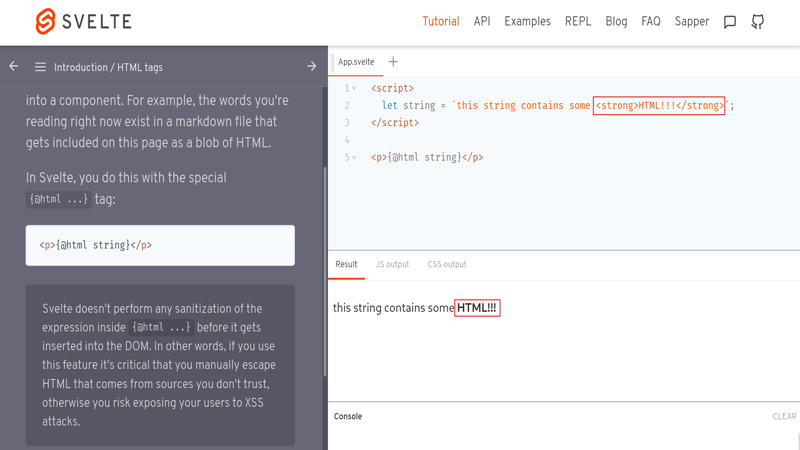 SVELTE
Tutorial API Examples REPL Blog FAQ Sapper
Introduction / HTML tags
into a component. For example, the words you're
reading right now exist in a markdown file that
gets included on this page as a blob of HTML.
In Svelte, you do this with the special
{@html ...} tag:
<p>{@html string}</p>
Svelte doesn't perform any sanitization of the
expression inside {@html ...} before it gets
inserted into the DOM. In other words, if you use
this feature it's critical that you manually escape
HTML that comes from sources you don't trust,
otherwise you risk exposing your users to XSS
attacks.
App.svelte +
1 <script>
2 let string = `this string contains some <strong>HTML!!!</strong>`;
3 </script>
4
5 <p>{@html string}</p>
Result JS output CSS output
this string contains some HTML!!!
Console CLEAR